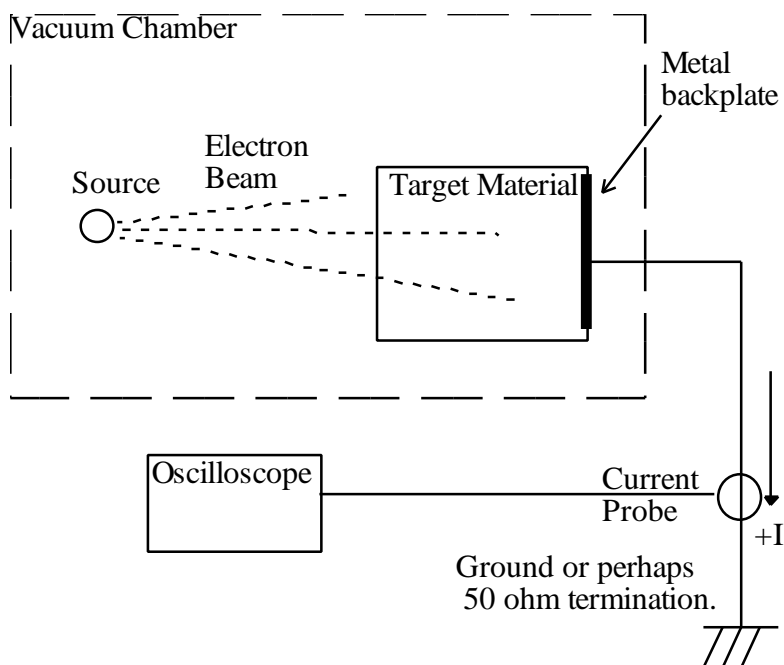 Vacuum Chamber
Metal
backplate
Electron
Beam
Source
Target Material
Oscilloscope
Current
Probe
+I
Ground or perhaps
50 ohm termination.